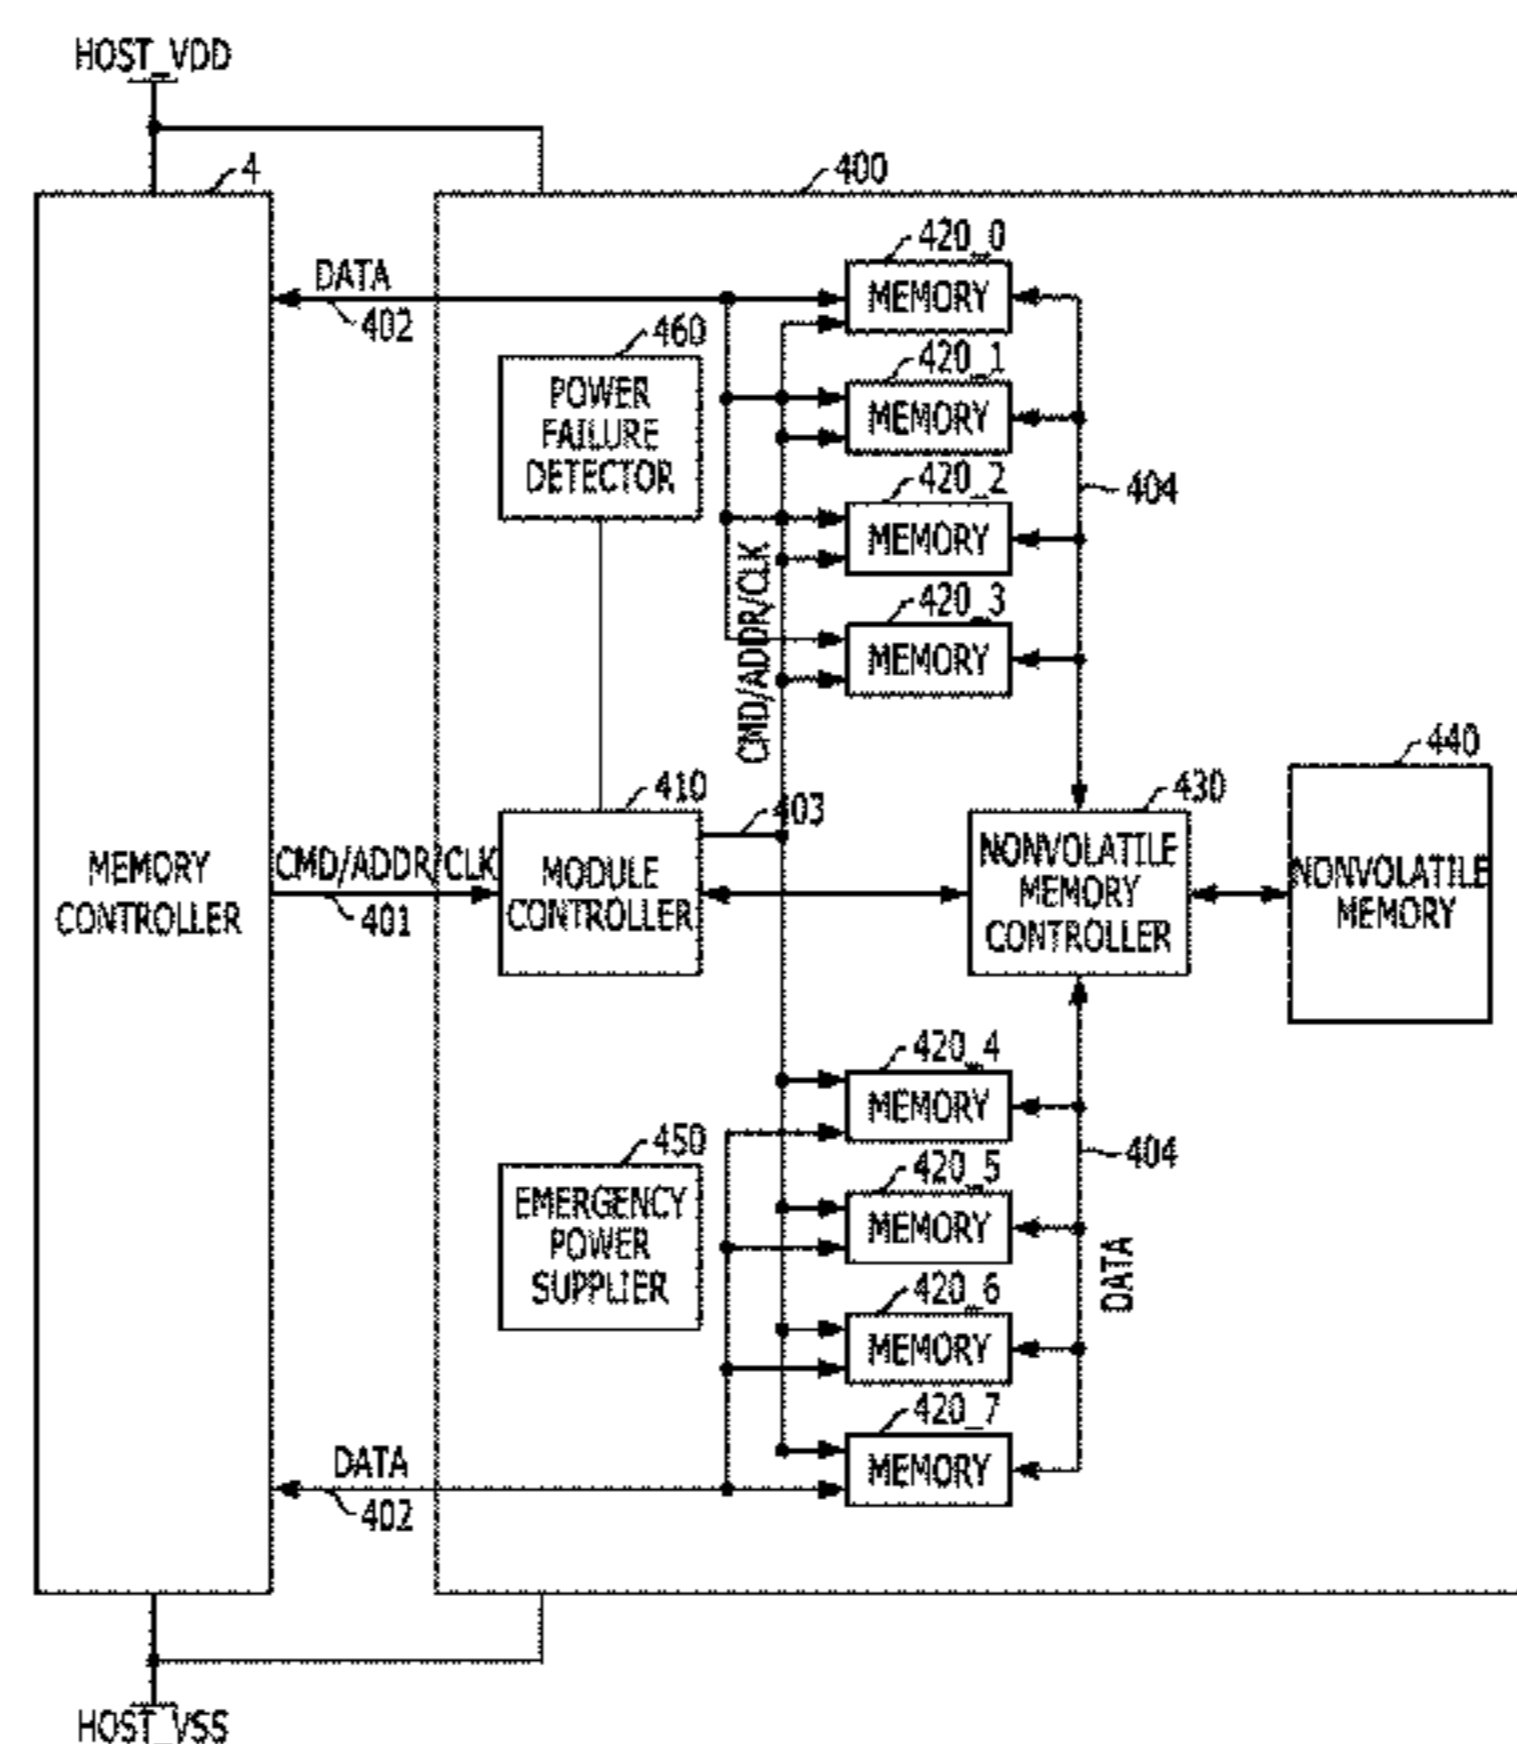 HOST_VDD
4
400
420_0
DATA
MEMORY
402
460
420_1
POWER
FAILURE
DETECTOR
MEMORY
420_2
404
MEMORY
CMD/ADDR/CLK
420_3
MEMORY
440
410
403
430
MEMORY
CONTROLLER
CMD/ADDR/CLK
401
MODULE
CONTROLLER
NONVOLATILE
MEMORY
CONTROLLER
NONVOLATILE
MEMORY
420_4
MEMORY
450
404
420_5
EMERGENCY
POWER
SUPPLIER
MEMORY
DATA
420_6
MEMORY
420_7
DATA
MEMORY
402
HOST_VSS